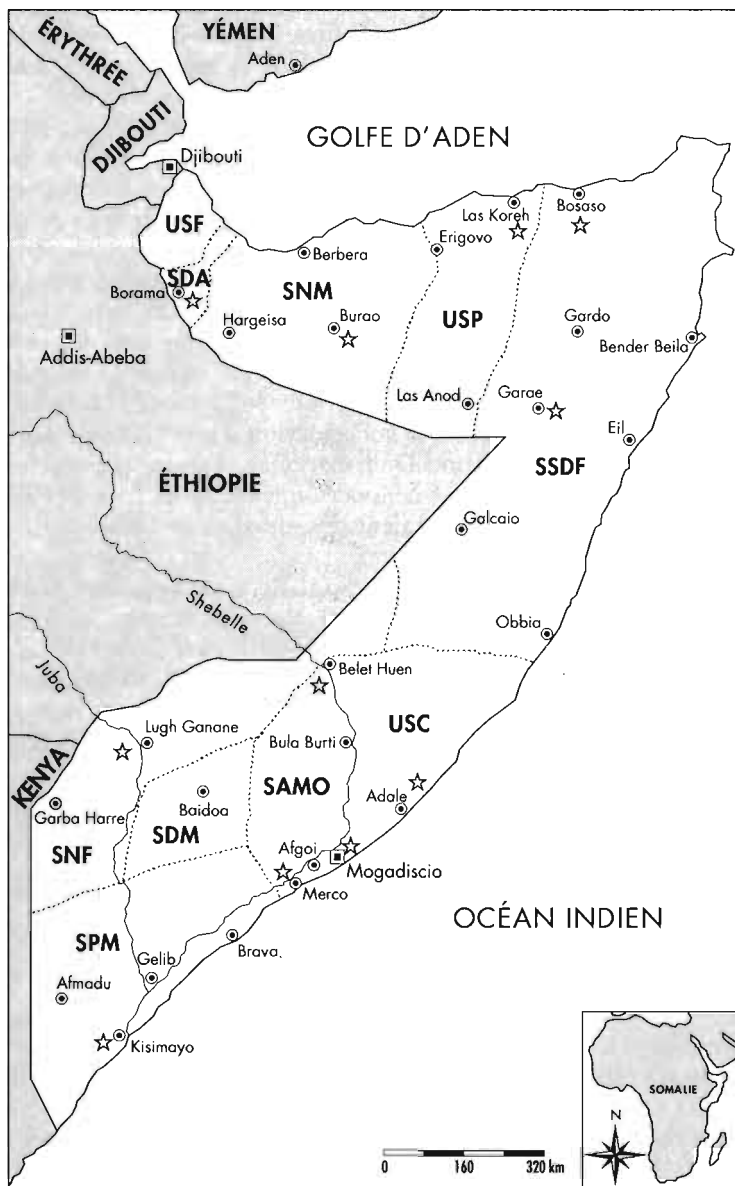 YÉMEN
ÉRYTHRÉE
Aden
DJIBOUTI
GOLFE D'ADEN
Djibouti
USF
Las Koreh
Bosaso
Erigovo
Berbera
SDA
Borama
SNM
USP
Hargeisa
Burao
Gardo
Bender Beila
Addis-Abeba
Las Anod
Garae
Eil
SSDF
ÉTHIOPIE
Galcaio
Shebelle
Obbia
Juba
Belet Huen
Lugh Ganane
Bula Burti
USC
KENYA
Garba Harre
Baidoa
SAMO
Adale
SDM
SNF
Afgoi
Mogadiscio
Merco
OCÉAN INDIEN
SPM
Brava.
Gelib
Afmadu
Kisimayo
SOMALIE
N
0 160 320 km